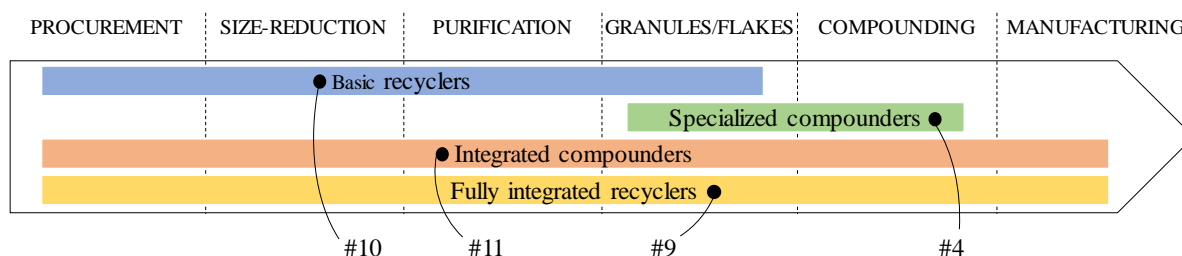 PROCUREMENT SIZE-REDUCTION PURIFICATION GRANULES/FLAKES COMPOUNDING MANUFACTURING
Basic recyclers
Specialized compounders
Integrated compounders
Fully integrated recyclers
#10 #11 #9 #4